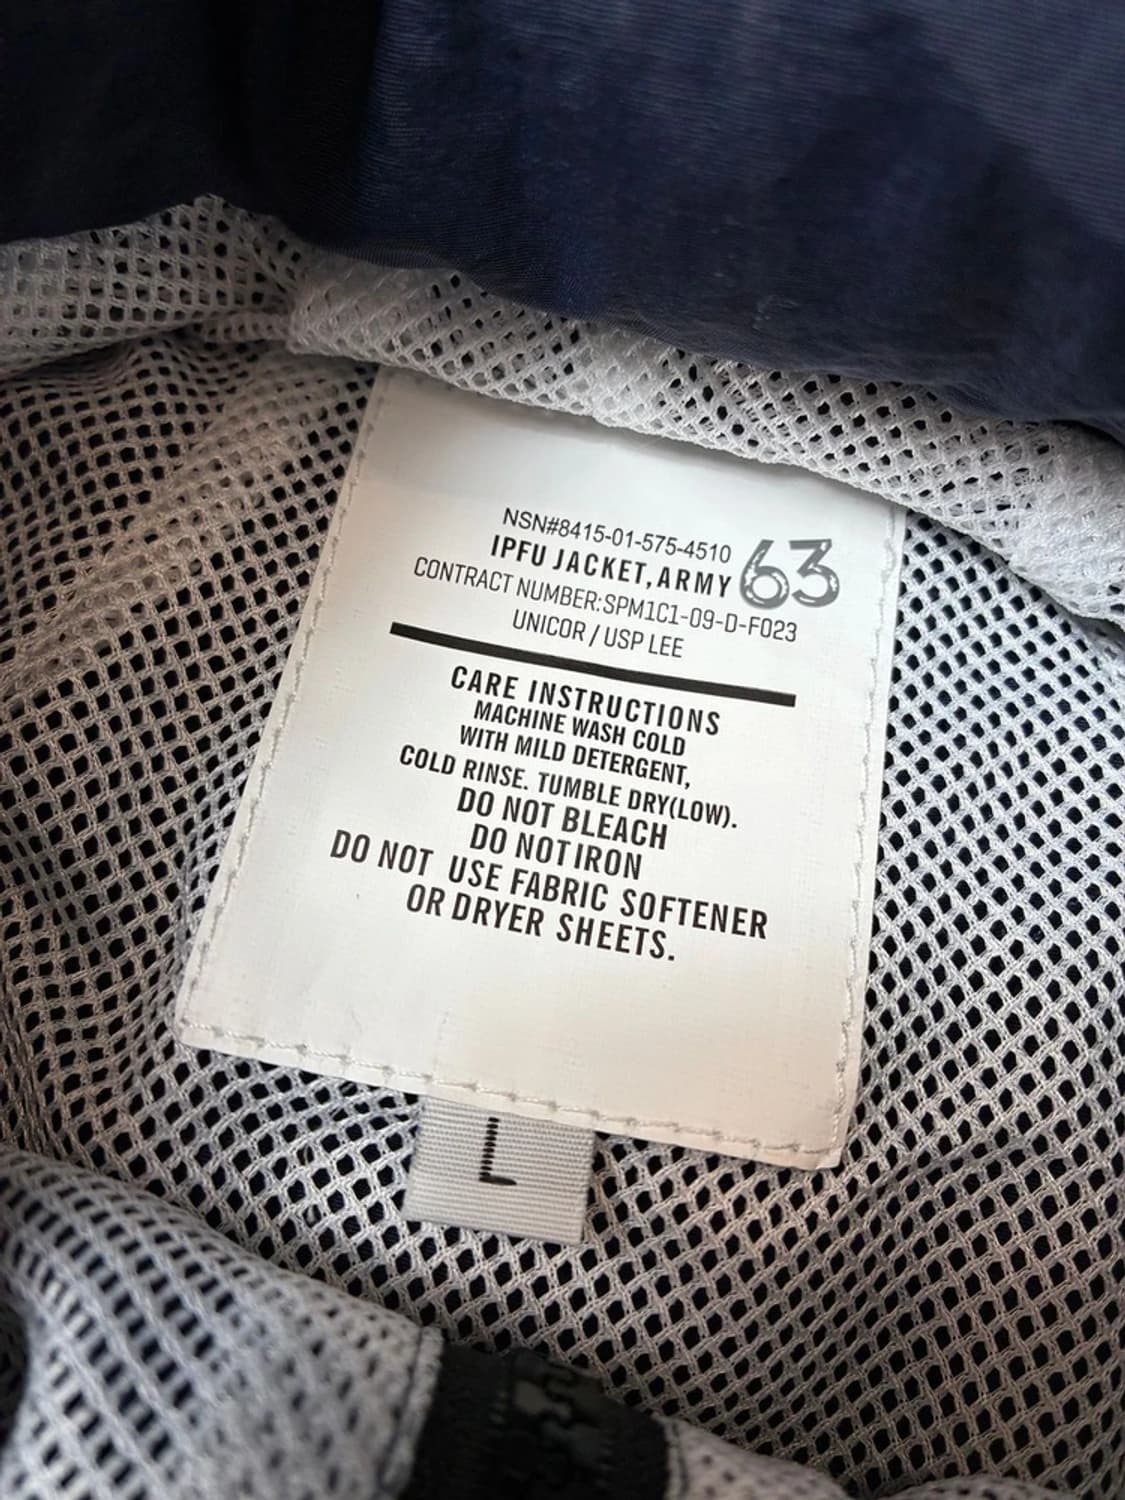 NSN#8415-01-575-4510
IPFU JACKET, ARMY 63
CONTRACT NUMBER:SPM1C1-09-D-F023
UNICOR / USP LEE
CARE INSTRUCTIONS
MACHINE WASH COLD
WITH MILD DETERGENT,
COLD RINSE. TUMBLE DRY(LOW).
DO NOT BLEACH
DO NOT IRON
DO NOT USE FABRIC SOFTENER
OR DRYER SHEETS.
L